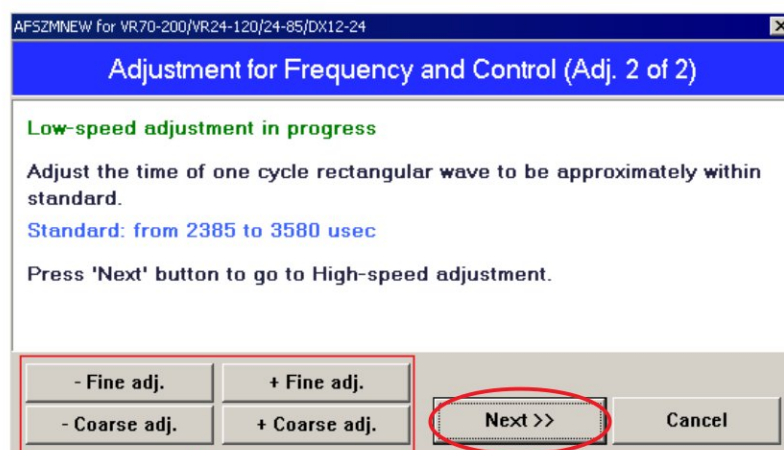 AFSZMNEW for VR70-200/VR24-120/24-85/DX12-24
Adjustment for Frequency and Control (Adj. 2 of 2)
Low-speed adjustment in progress
Adjust the time of one cycle rectangular wave to be approximately within
standard.
Standard: from 2385 to 3580 usec
Press 'Next' button to go to High-speed adjustment.
- Fine adj. + Fine adj.
- Coarse adj. + Coarse adj. Next >> Cancel